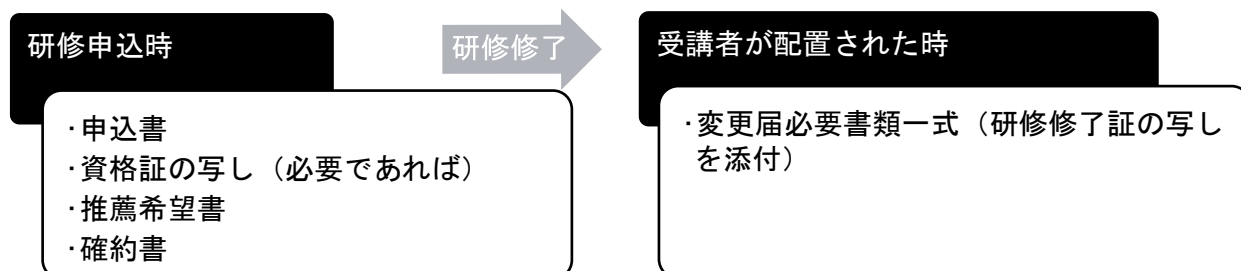 研修申込時
・申込書
・資格証の写し（必要であれば）
・推薦希望書
・確約書
研修修了
受講者が配置された時
・変更届必要書類一式（研修修了証の写し
を添付）